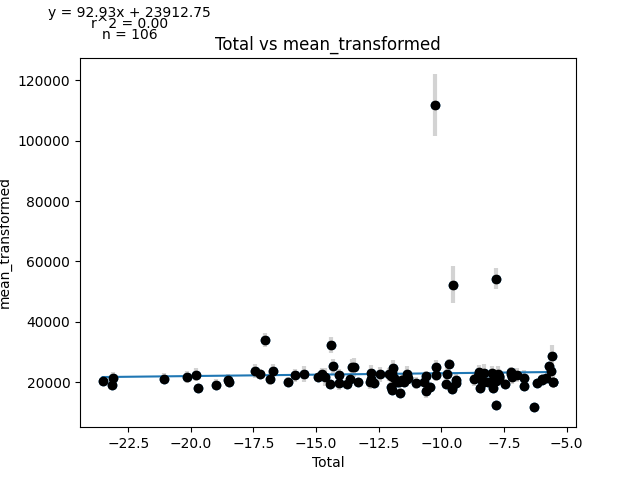 y = 92.93x + 23912.75
r^2 = 0.00
n = 106
Total vs mean_transformed
120000
100000
80000
60000
40000
20000
mean_transformed
−22.5 −20.0 −17.5 −15.0 −12.5 −10.0 −7.5 −5.0
Total